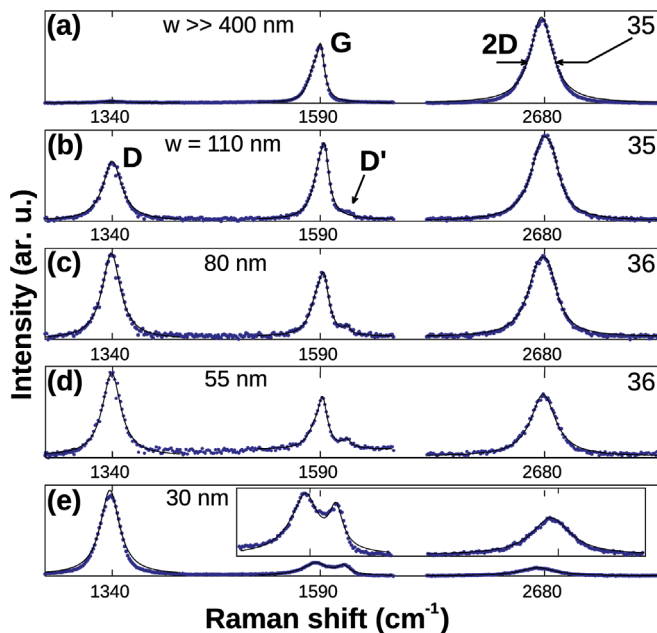 (a) w >> 400 nm G 2D 35
1340 1590 2680
(b) D w = 110 nm D' 35
1340 1590 2680
(c) 80 nm 36
1340 1590 2680
(d) 55 nm 36
1340 1590 2680
(e) 30 nm
1340 1590 2680
Raman shift (cm⁻¹)
Intensity (ar. u.)